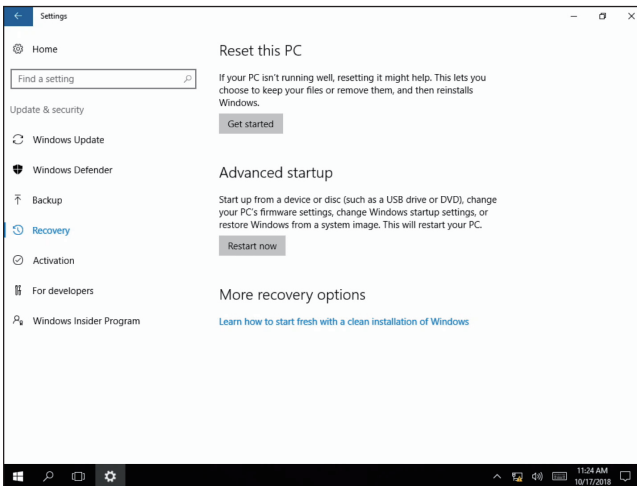 Settings
Home
Find a setting
Update & security
Windows Update
Windows Defender
Backup
Recovery
Activation
For developers
Windows Insider Program
Reset this PC
If your PC isn't running well, resetting it might help. This lets you
choose to keep your files or remove them, and then reinstalls
Windows.
Get started
Advanced startup
Start up from a device or disc (such as a USB drive or DVD), change
your PC's firmware settings, change Windows startup settings, or
restore Windows from a system image. This will restart your PC.
Restart now
More recovery options
Learn how to start fresh with a clean installation of Windows
11:24 AM
10/17/2018